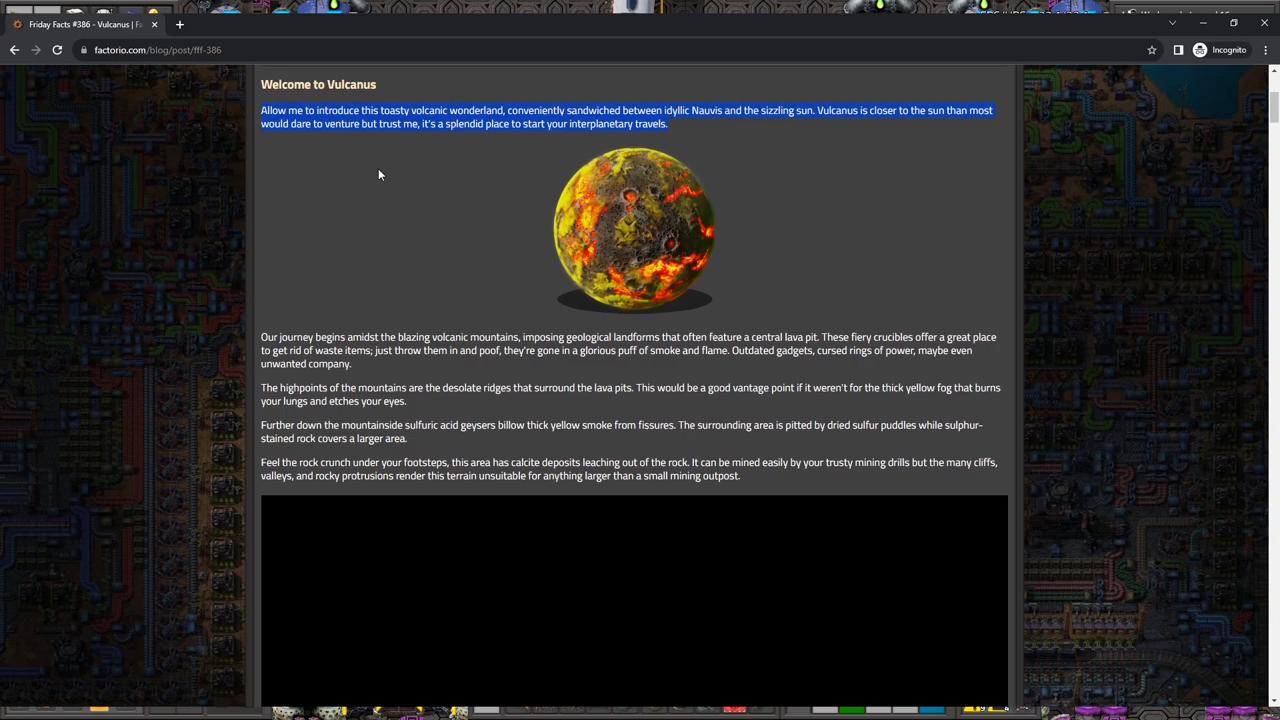 Friday Facts #386 - Vulcanus | Fa
factorio.com/blog/post/fff-386
Incognito
Welcome to Vulcanus
Allow me to introduce this toasty volcanic wonderland, conveniently sandwiched between idyllic Nauvis and the sizzling sun. Vulcanus is closer to the sun than most
would dare to venture but trust me, it's a splendid place to start your interplanetary travels.
Our journey begins amidst the blazing volcanic mountains, imposing geological landforms that often feature a central lava pit. These fiery crucibles offer a great place
to get rid of waste items; just throw them in and poof, they're gone in a glorious puff of smoke and flame. Outdated gadgets, cursed rings of power, maybe even
unwanted company.
The highpoints of the mountains are the desolate ridges that surround the lava pits. This would be a good vantage point if it weren't for the thick yellow fog that burns
your lungs and etches your eyes.
Further down the mountainside sulfuric acid geysers billow thick yellow smoke from fissures. The surrounding area is pitted by dried sulfur puddles while sulphur-
stained rock covers a larger area.
Feel the rock crunch under your footsteps, this area has calcite deposits leaching out of the rock. It can be mined easily by your trusty mining drills but the many cliffs,
valleys, and rocky protrusions render this terrain unsuitable for anything larger than a small mining outpost.